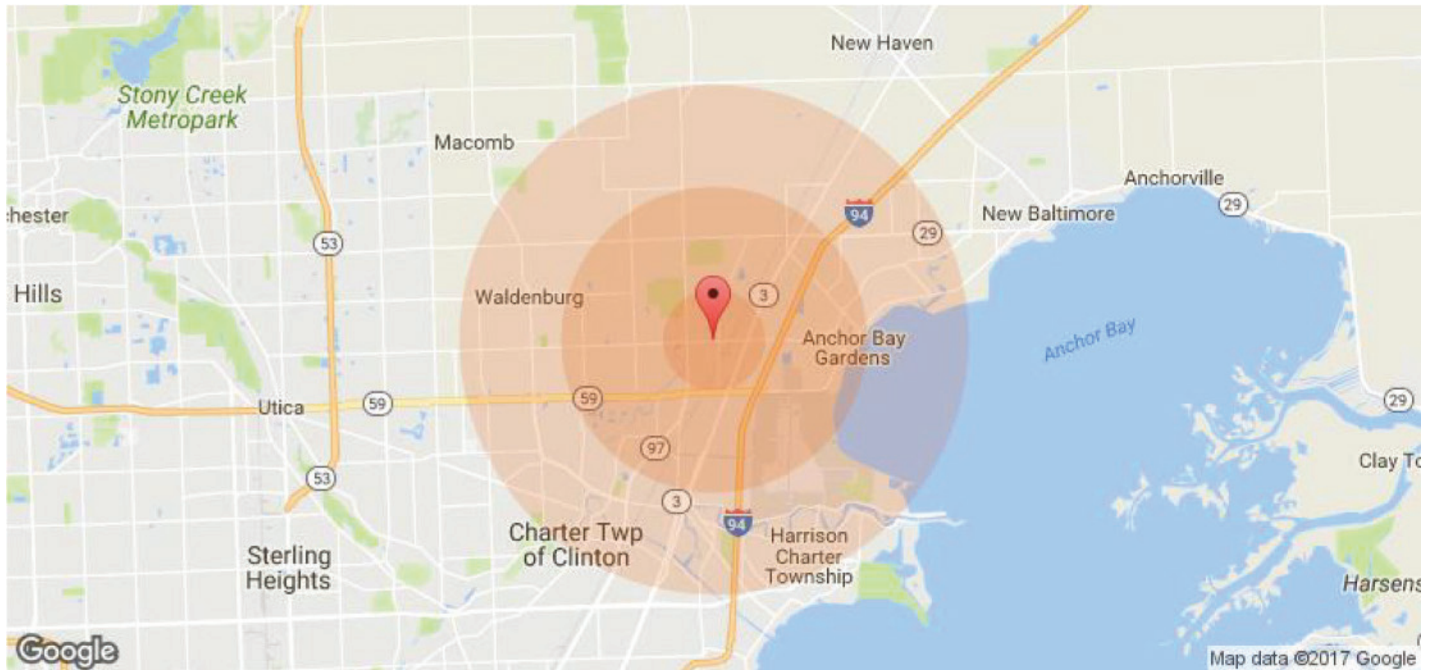 New Haven
Stony Creek
Metropark
Macomb
Anchorville
29
chester
94
New Baltimore
53
29
Hills
Waldenburg
3
Anchor Bay
Gardens
Anchor Bay
59
59
Utica
29
97
53
Clay To
3
94
Charter Twp
of Clinton
Harrison
Charter
Township
Sterling
Heights
Harsens
Google
Map data ©2017 Google